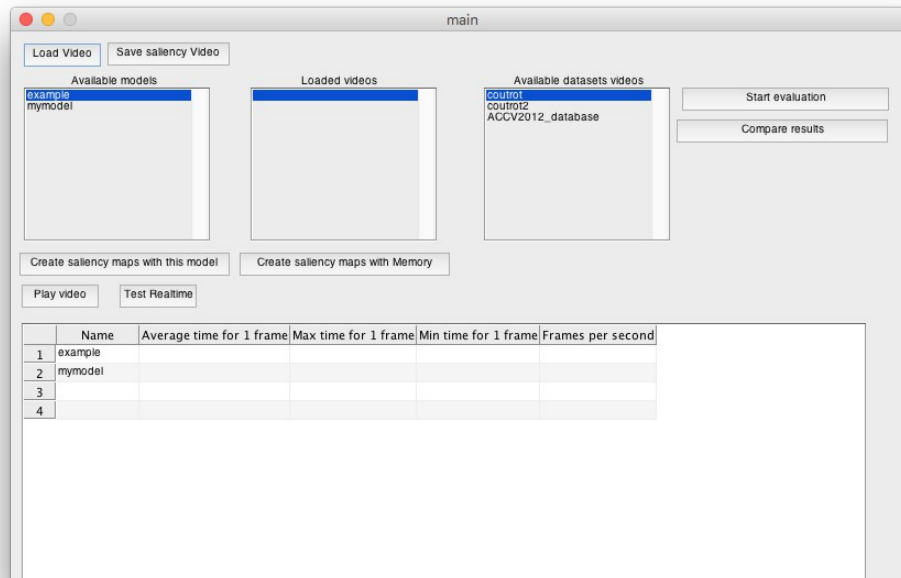 main
Load Video
Save saliency Video
Available models
Loaded videos
Available datasets videos
example
mymodel
coutrot
coutrot2
ACCV2012_database
Start evaluation
Compare results
Create saliency maps with this model
Create saliency maps with Memory
Play video
Test Realtime
Name Average time for 1 frame Max time for 1 frame Min time for 1 frame Frames per second
1 example
2 mymodel
3
4